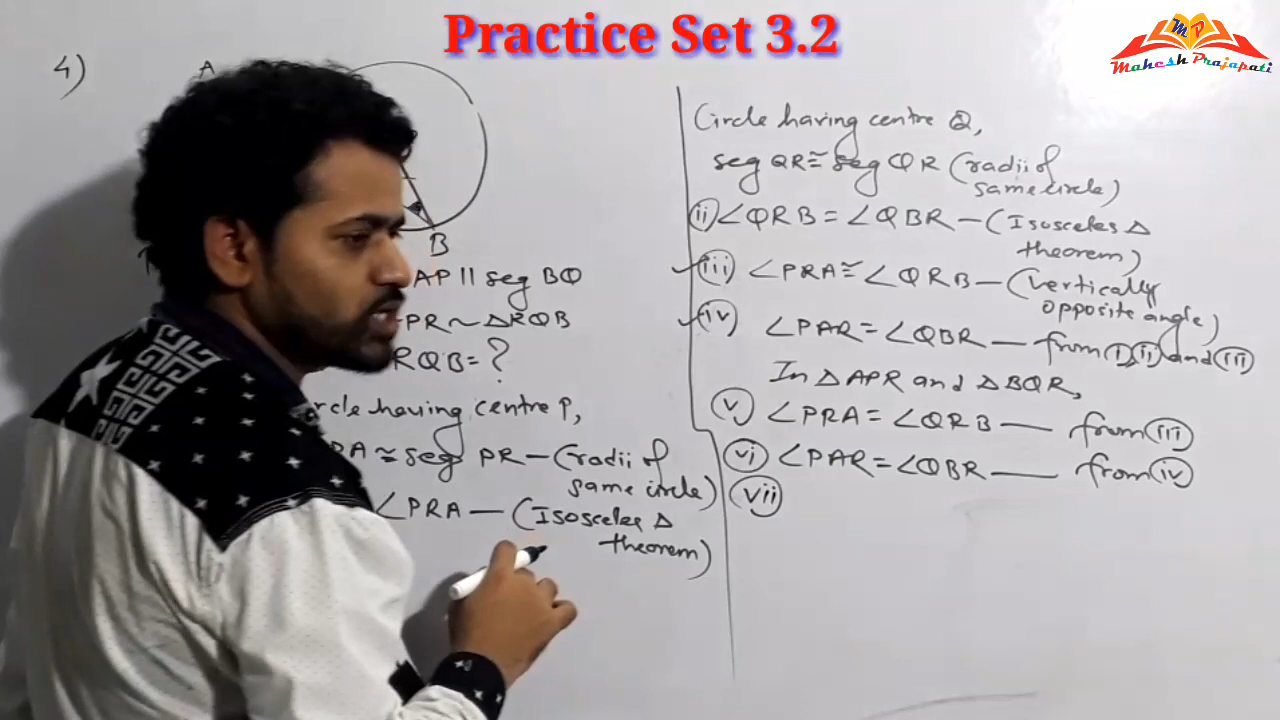 Practice Set 3.2
MP
Mahesh Prajapati
4)
A
B
AP || seg BQ
PR ~ ΔRQB
RQB = ?
rcle having centre P,
RA ≅ seg PR — (radii of
same circle)
∠PRA — (Isosceles Δ
theorem)
Circle having centre Q,
seg QR ≅ seg QR (radii of
same circle)
(ii) ∠QRB = ∠QBR — (Isosceles Δ
theorem)
✓ (iii) ∠PRA ≅ ∠QRB — (vertically
opposite angle)
✓ (iv) ∠PAR = ∠QBR — from (i), (ii) and (iii)
In Δ APR and Δ BQR,
(v) ∠PRA = ∠QRB — from (iii)
(vi) ∠PAR = ∠QBR — from (iv)
(vii)